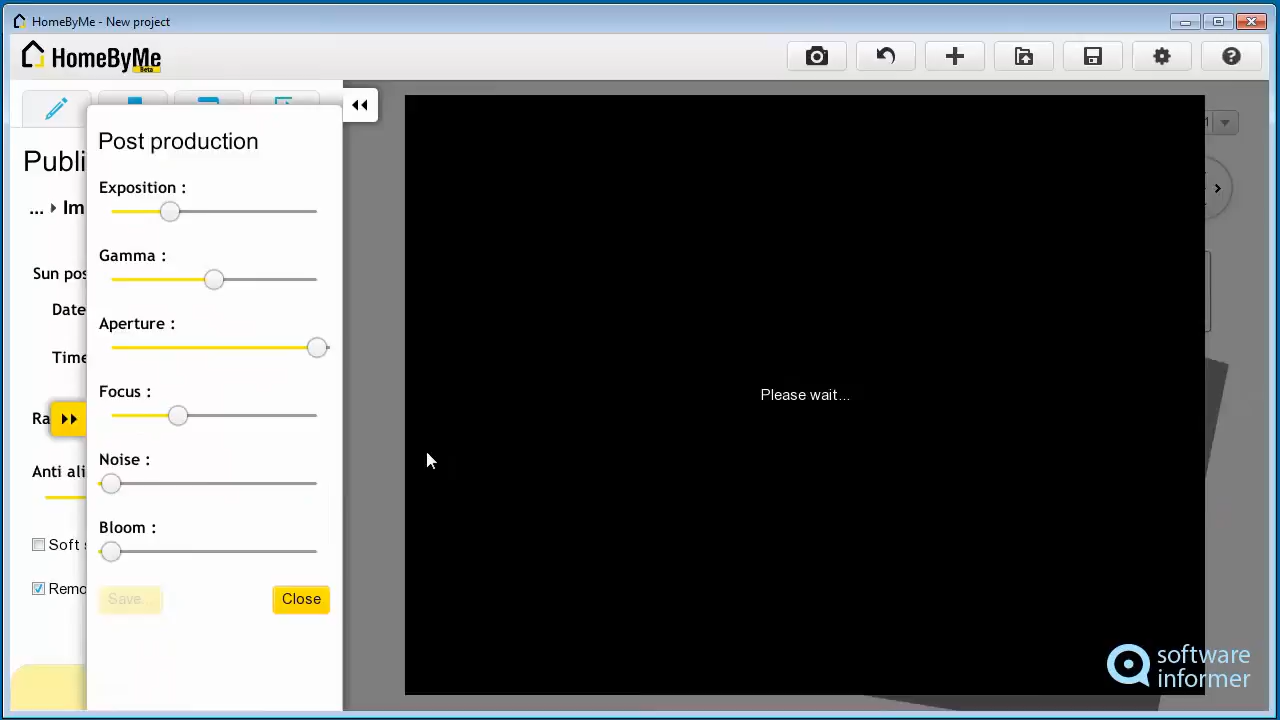 HomeByMe - New project
HomeByMe
Beta
Publi
Post production
... Im
Exposition :
Gamma :
Sun pos
Date
Aperture :
Time
Focus :
Ra
Noise :
Anti ali
Bloom :
Soft s
Remo
Save...
Close
Please wait...
1
software
informer